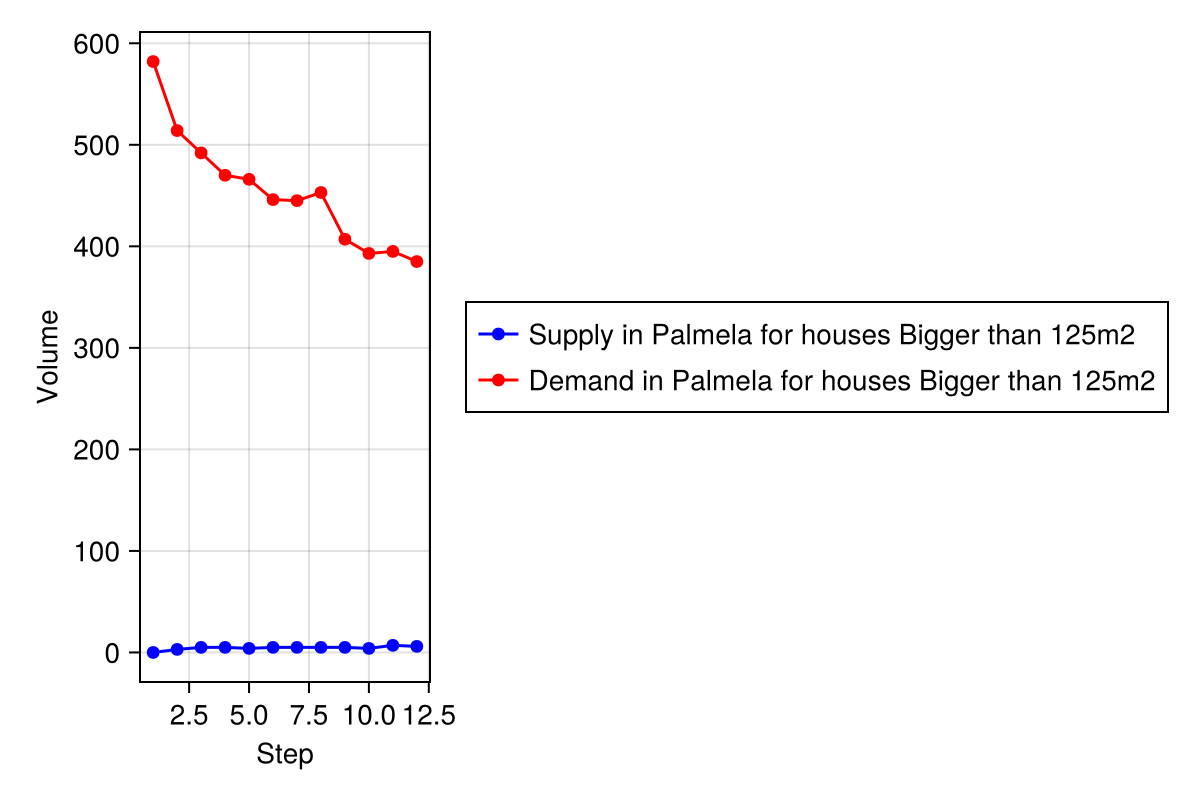 600
500
400
300
200
100
0
Volume
2.5 5.0 7.5 10.0 12.5
Step
Supply in Palmela for houses Bigger than 125m2
Demand in Palmela for houses Bigger than 125m2